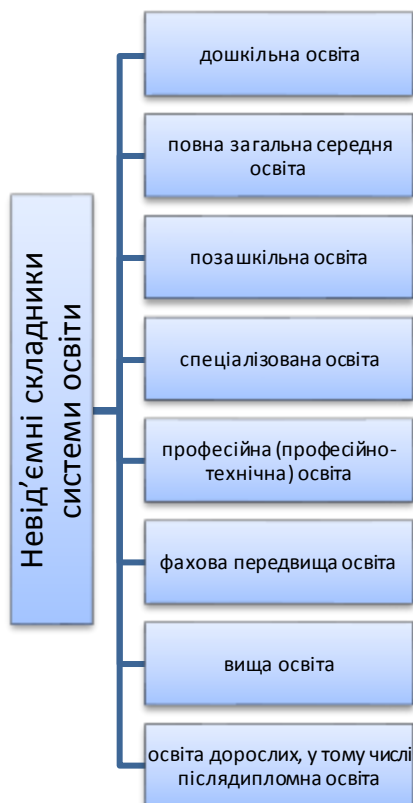 Невід’ємні складники
системи освіти
дошкільна освіта
повна загальна середня
освіта
позашкільна освіта
спеціалізована освіта
професійна (професійно-
технічна) освіта
фахова передвища освіта
вища освіта
освіта дорослих, у тому числі
післядипломна освіта